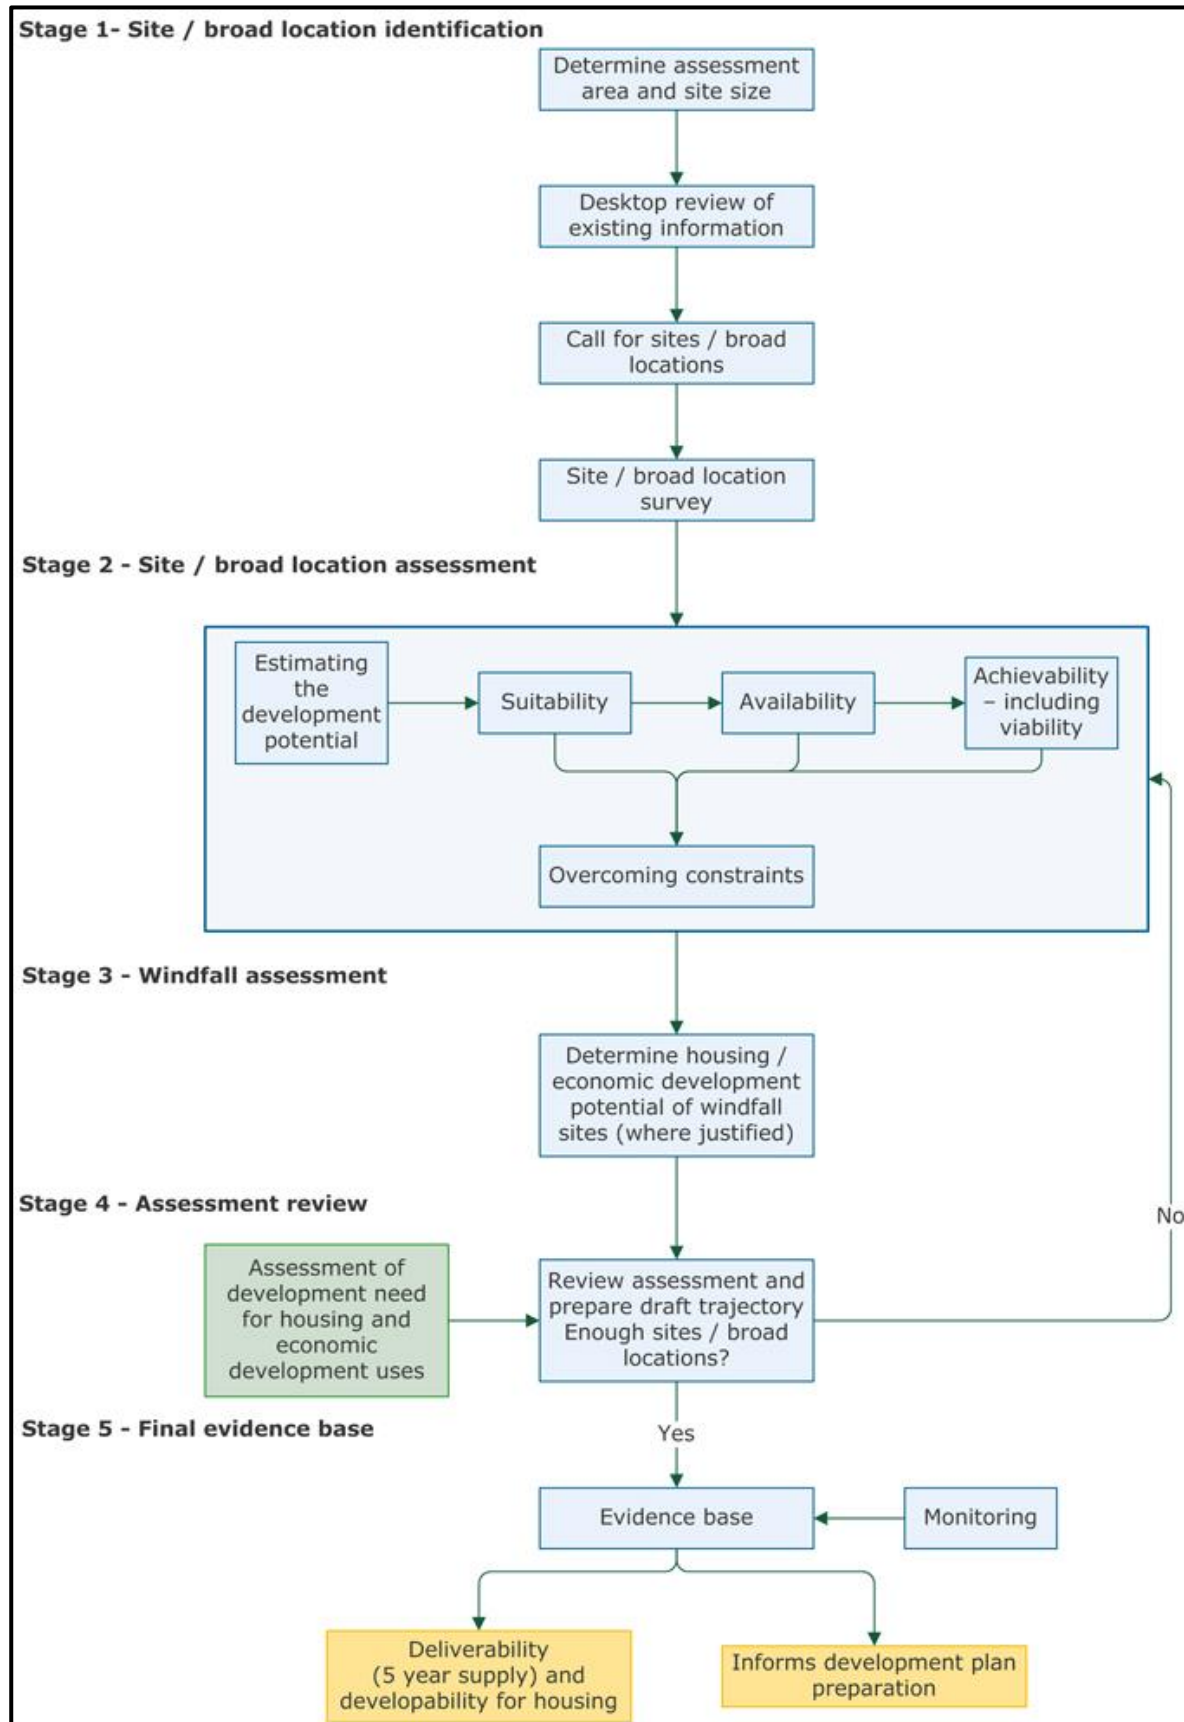 Stage 1- Site / broad location identification
Determine assessment
area and site size
Desktop review of
existing information
Call for sites / broad
locations
Site / broad location
survey
Stage 2 - Site / broad location assessment
Estimating
the
development
potential
Suitability
Availability
Achievability
– including
viability
Overcoming constraints
Stage 3 - Windfall assessment
Determine housing /
economic development
potential of windfall
sites (where justified)
Stage 4 - Assessment review
No
Assessment of
development need
for housing and
economic
development uses
Review assessment and
prepare draft trajectory
Enough sites / broad
locations?
Stage 5 - Final evidence base
Yes
Evidence base
Monitoring
Deliverability
(5 year supply) and
developability for housing
Informs development plan
preparation